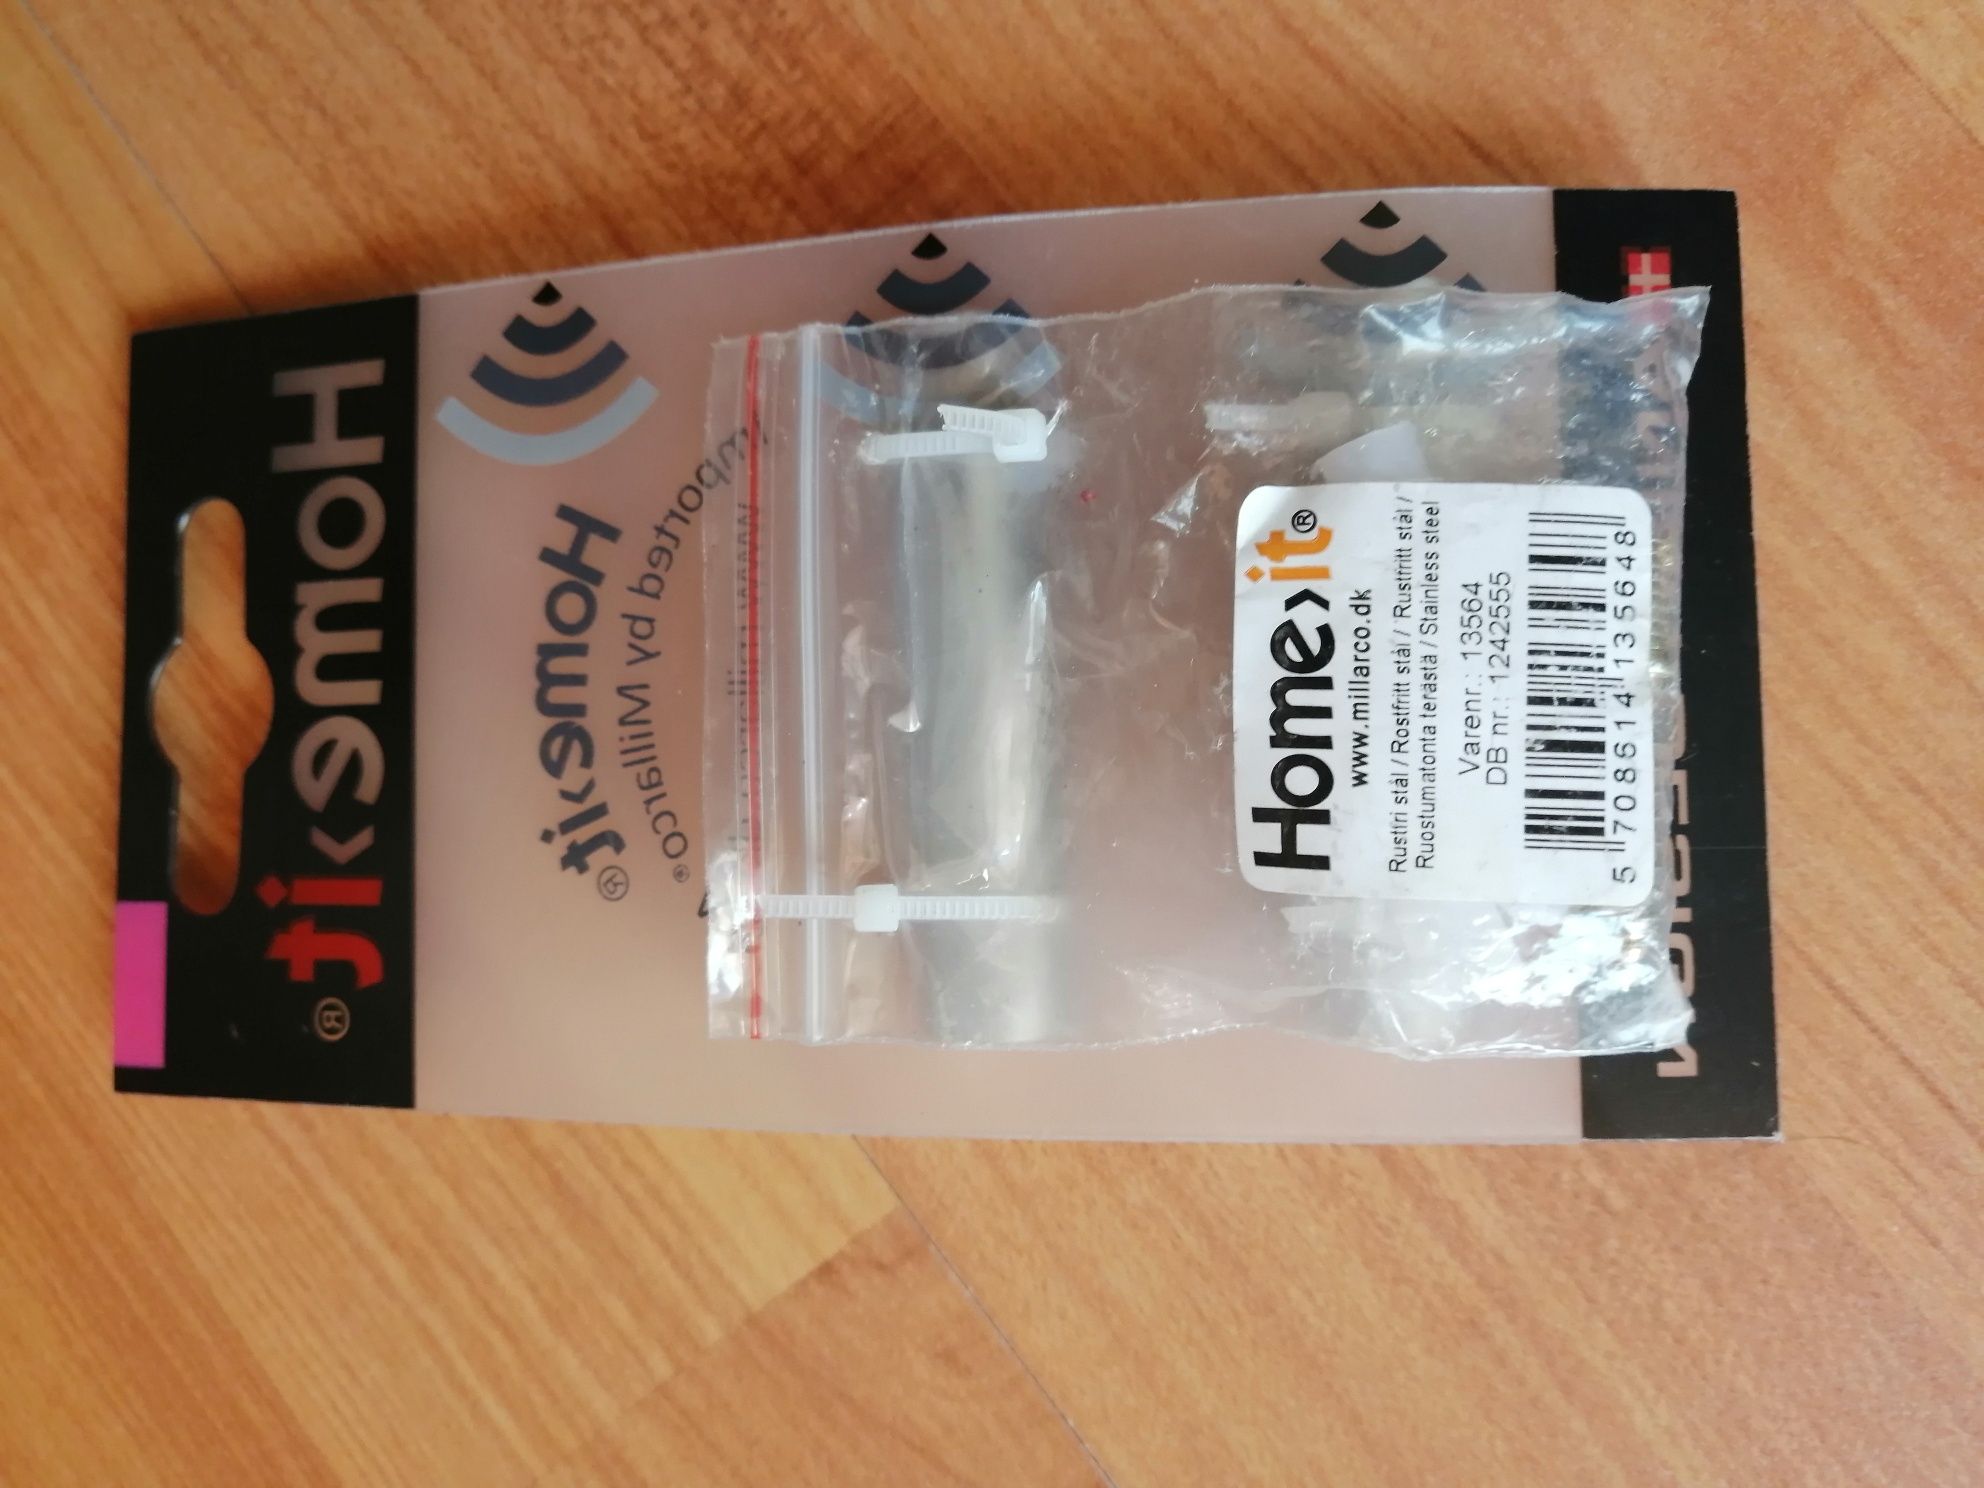 Home>it®
Home>it®
Imported by Millarco®
www.
Home>it®
www.millarco.dk
Rustfri stål / Rostfritt stål / Rustfritt stål /
Ruostumatonta terästä / Stainless steel
Varenr.: 13564
DB nr.: 1242555
5 708614 135648